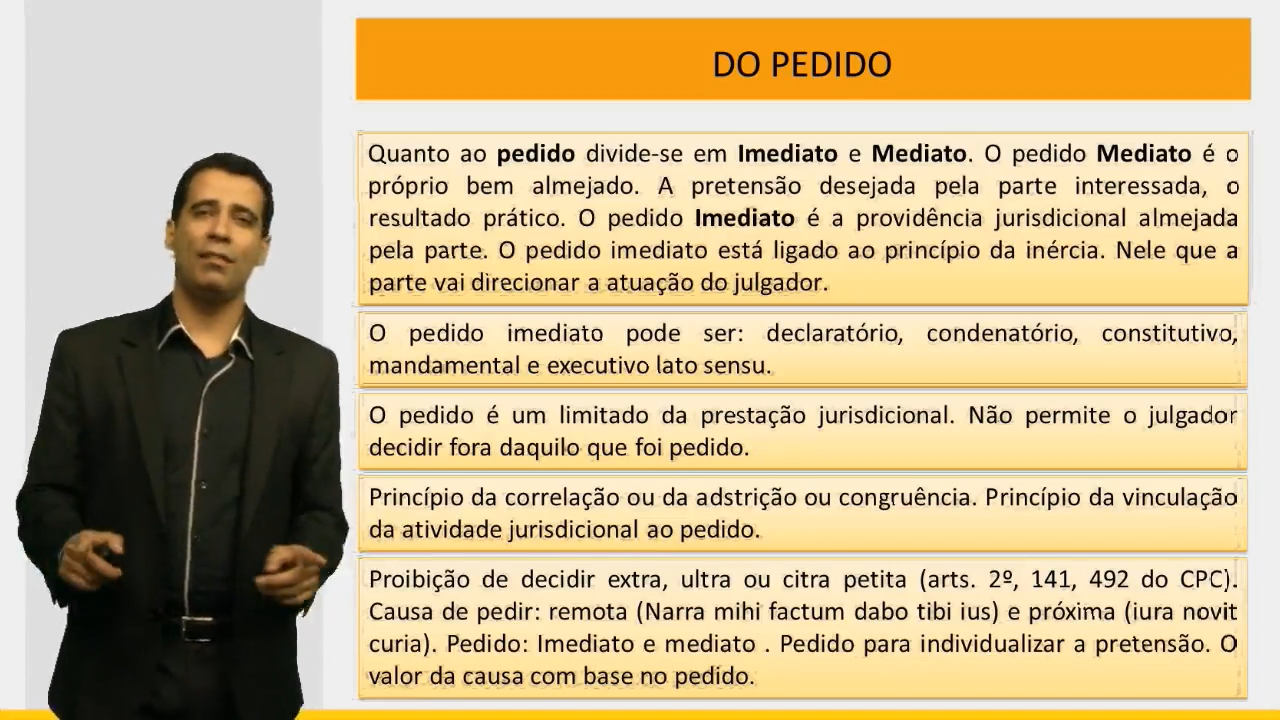 DO PEDIDO
Quanto ao pedido divide-se em Imediato e Mediato. O pedido Mediato é o
próprio bem almejado. A pretensão desejada pela parte interessada, o
resultado prático. O pedido Imediato é a providência jurisdicional almejada
pela parte. O pedido imediato está ligado ao princípio da inércia. Nele que a
parte vai direcionar a atuação do julgador.
O pedido imediato pode ser: declaratório, condenatório, constitutivo,
mandamental e executivo lato sensu.
O pedido é um limitado da prestação jurisdicional. Não permite o julgador
decidir fora daquilo que foi pedido.
Princípio da correlação ou da adstrição ou congruência. Princípio da vinculação
da atividade jurisdicional ao pedido.
Proibição de decidir extra, ultra ou citra petita (arts. 2º, 141, 492 do CPC).
Causa de pedir: remota (Narra mihi factum dabo tibi ius) e próxima (iura novit
curia). Pedido: Imediato e mediato . Pedido para individualizar a pretensão. O
valor da causa com base no pedido.